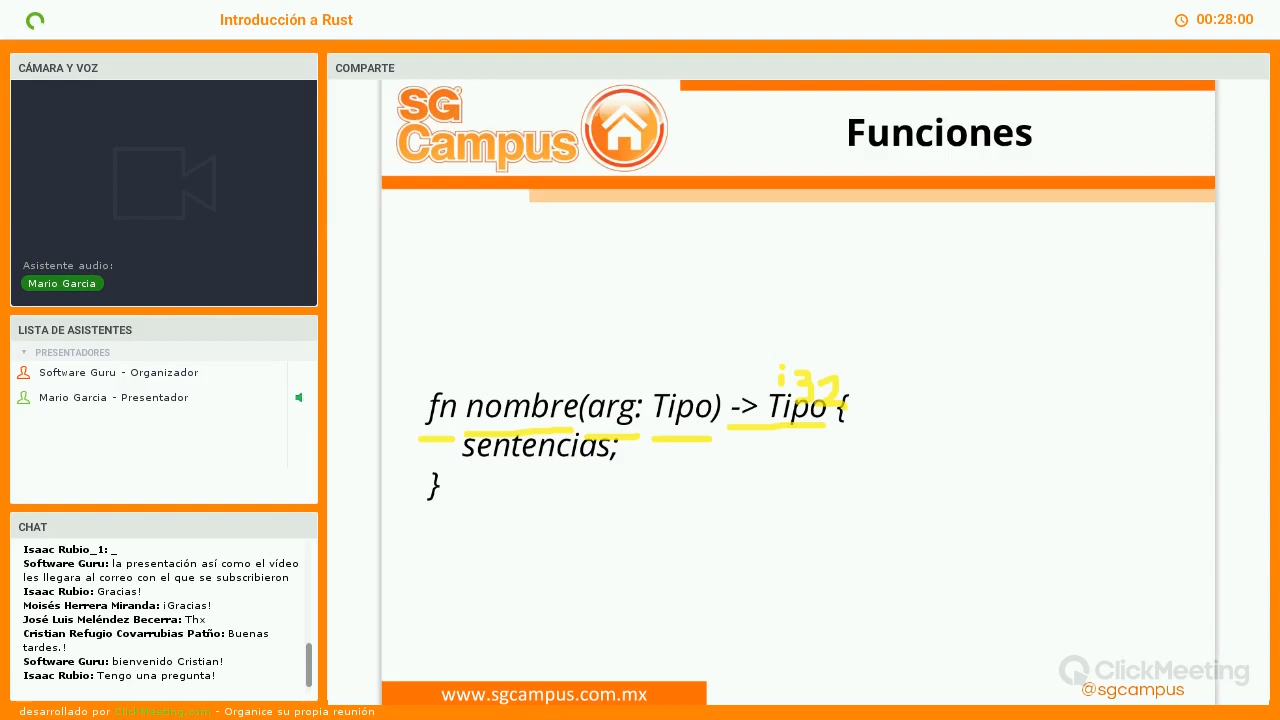 Introducción a Rust
00:28:00
CÁMARA Y VOZ
Asistente audio:
Mario Garcia
LISTA DE ASISTENTES
PRESENTADORES
Software Guru - Organizador
Mario Garcia - Presentador
CHAT
Isaac Rubio_1: _
Software Guru: la presentación así como el vídeo
les llegara al correo con el que se subscribieron
Isaac Rubio: Gracias!
Moisés Herrera Miranda: ¡Gracias!
José Luis Meléndez Becerra: Thx
Cristian Refugio Covarrubias Patño: Buenas
tardes.!
Software Guru: bienvenido Cristian!
Isaac Rubio: Tengo una pregunta!
COMPARTE
SG
Campus
Funciones
i32
fn nombre(arg: Tipo) -> Tipo {
sentencias;
}
www.sgcampus.com.mx
ClickMeeting
@sgcampus
desarrollado por ClickMeeting.com - Organice su propia reunión